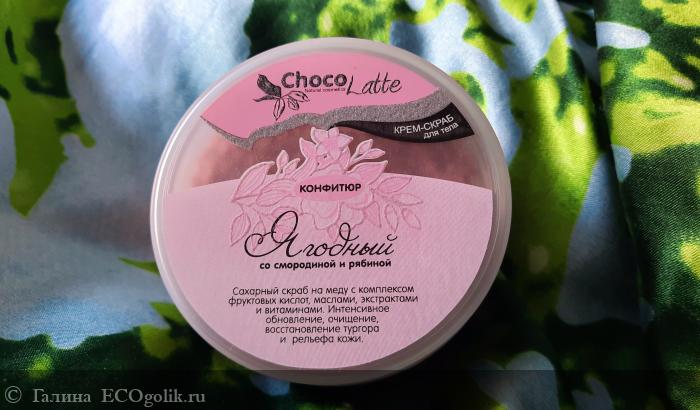 Choco Latte
Natural cosmetics
КРЕМ-СКРАБ
для тела
КОНФИТЮР
Ягодный
со смородиной и рябиной
Сахарный скраб на меду с комплексом
фруктовых кислот, маслами, экстрактами
и витаминами. Интенсивное
обновление, очищение,
восстановление тургора
и рельефа кожи.
© Галина ECOgolik.ru